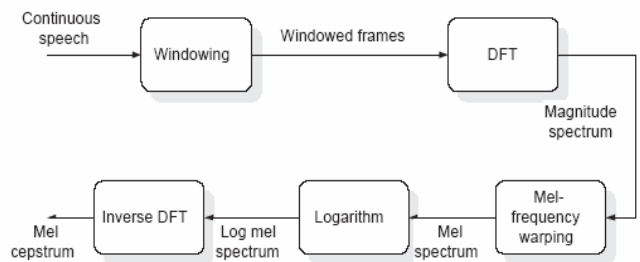 Continuous
speech
Windowing
Windowed frames
DFT
Magnitude
spectrum
Mel-
frequency
warping
Mel
spectrum
Logarithm
Log mel
spectrum
Inverse DFT
Mel
cepstrum